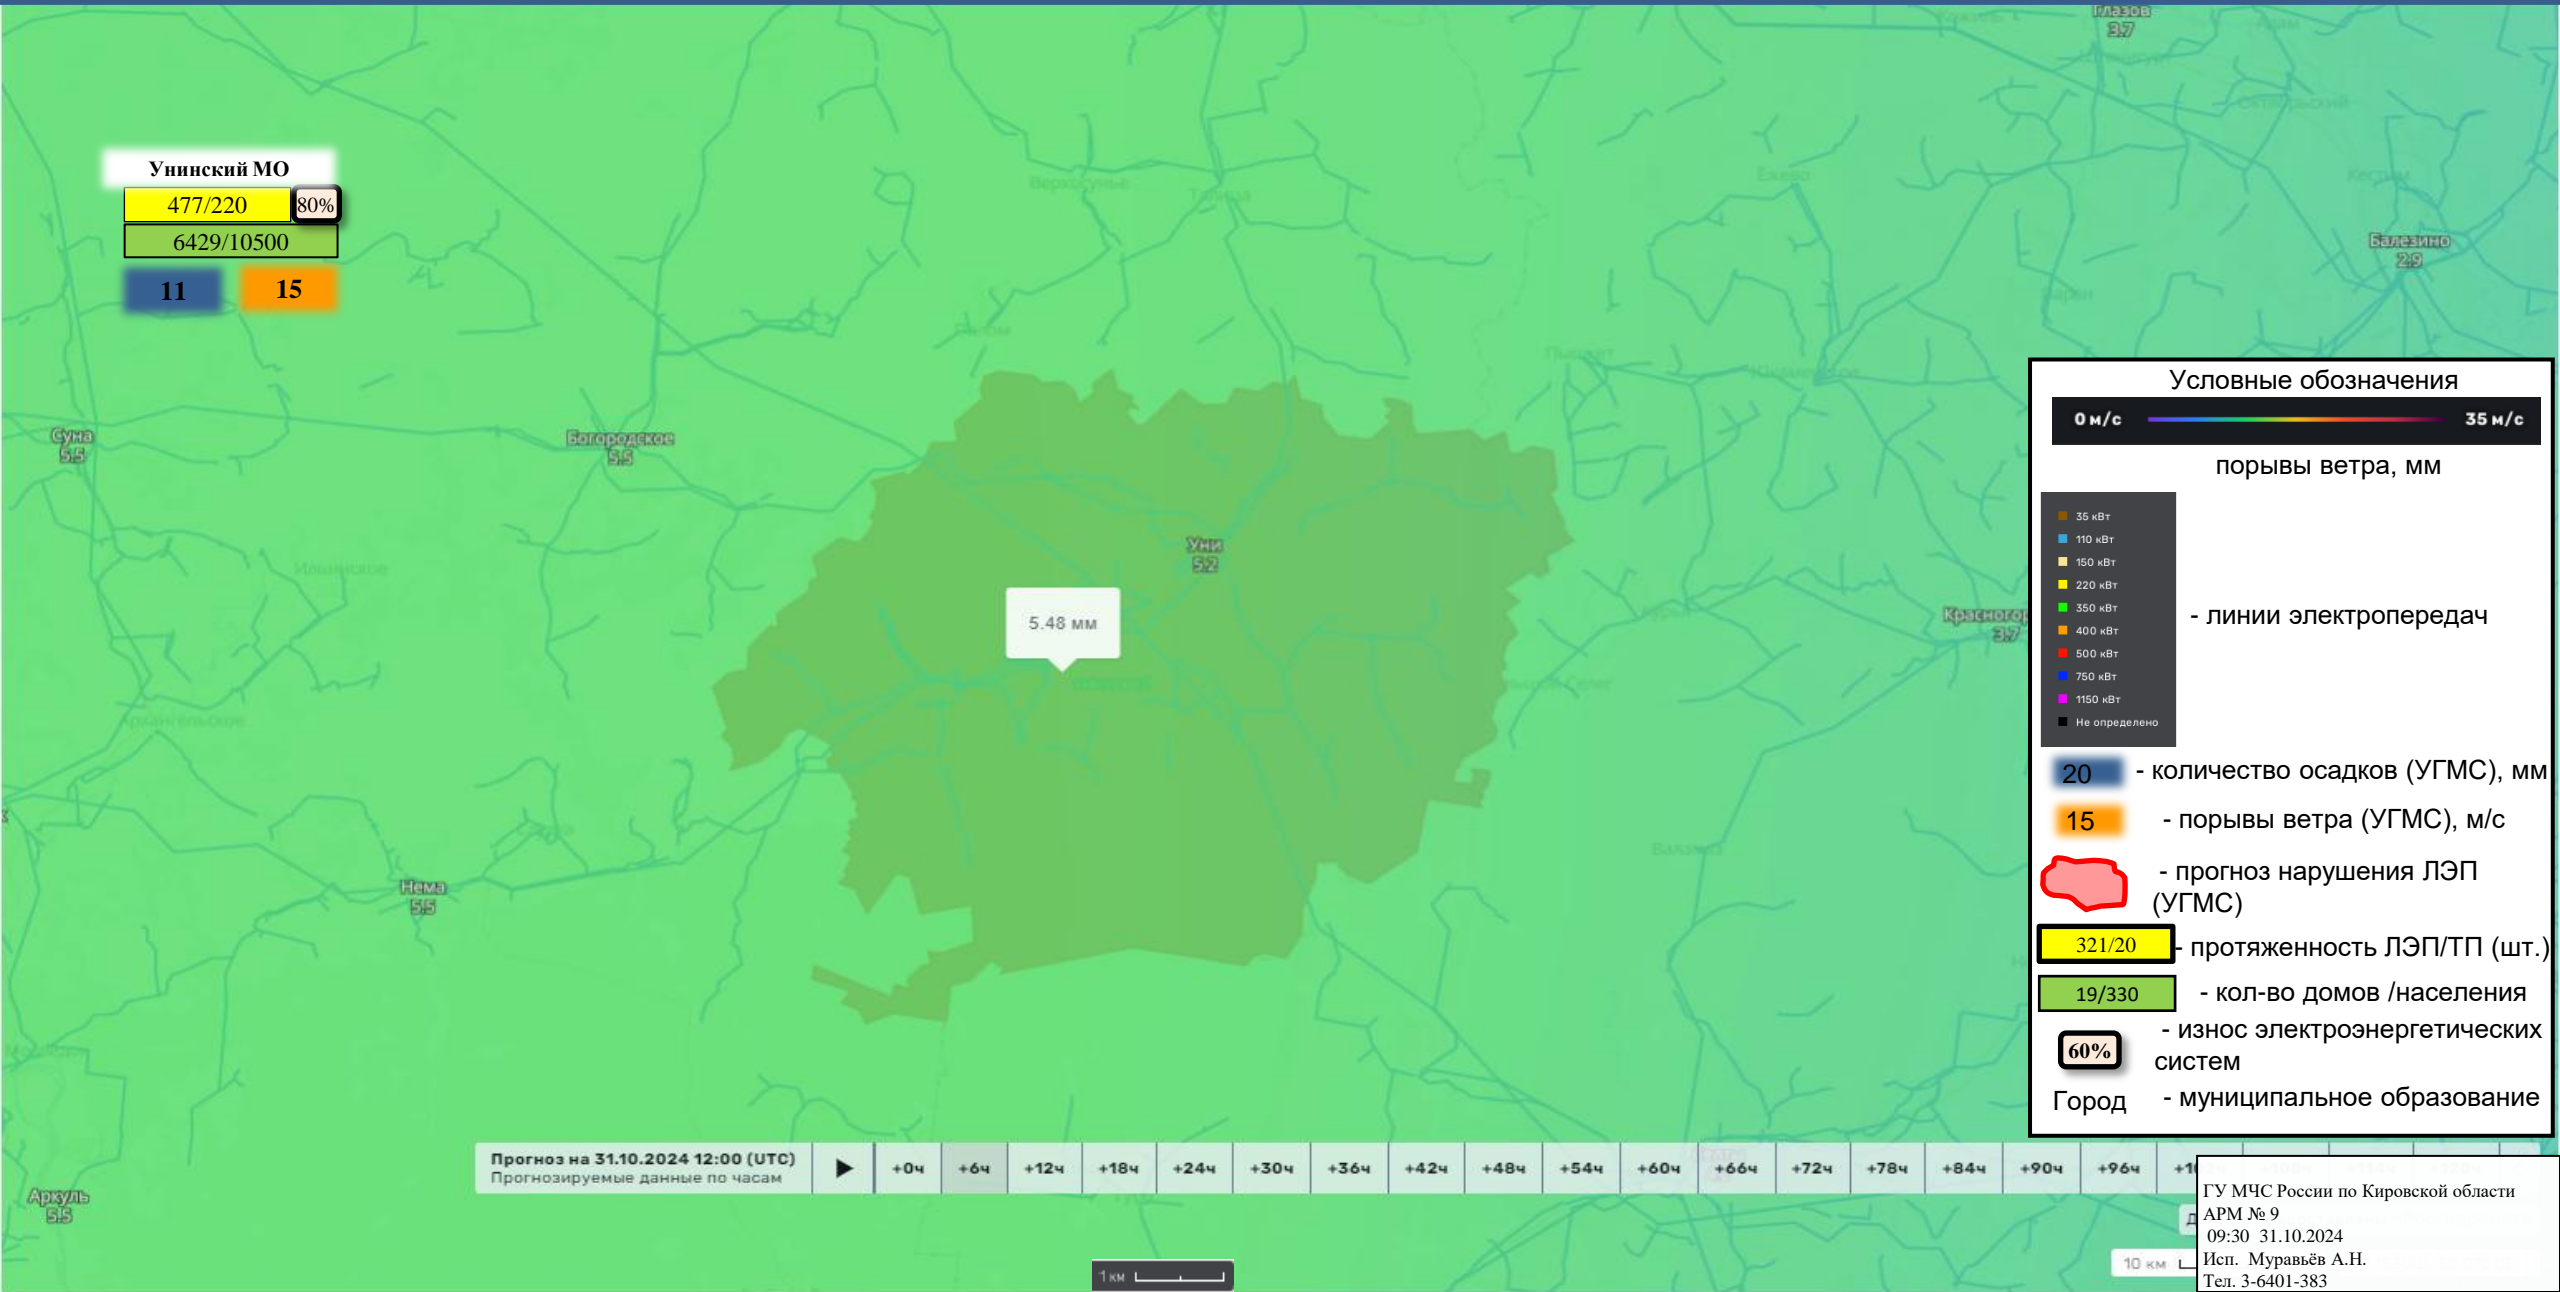 Глазов
3.7
Верхосунье
Ежево
Кестым
Балезино
2.9
Унинский МО
477/220
80%
6429/10500
11
15
Суна
5.5
Богородское
5.5
Уни
5.2
5.48 мм
Ильинское
Архангельское
Красногор
3.7
Нема
5.5
Аркуль
5.5
Условные обозначения
0 м/с
35 м/с
порывы ветра, мм
35 кВт
110 кВт
150 кВт
220 кВт
350 кВт
400 кВт
500 кВт
750 кВт
1150 кВт
Не определено
- линии электропередач
20 - количество осадков (УГМС), мм
15 - порывы ветра (УГМС), м/с
- прогноз нарушения ЛЭП
(УГМС)
321/20 - протяженность ЛЭП/ТП (шт.)
19/330 - кол-во домов /населения
60% - износ электроэнергетических
систем
Город - муниципальное образование
Прогноз на 31.10.2024 12:00 (UTC)
Прогнозируемые данные по часам
+0ч +6ч +12ч +18ч +24ч +30ч +36ч +42ч +48ч +54ч +60ч +66ч +72ч +78ч +84ч +90ч +96ч
1 км
10 км
ГУ МЧС России по Кировской области
АРМ № 9
09:30 31.10.2024
Исп. Муравьёв А.Н.
Тел. 3-6401-383